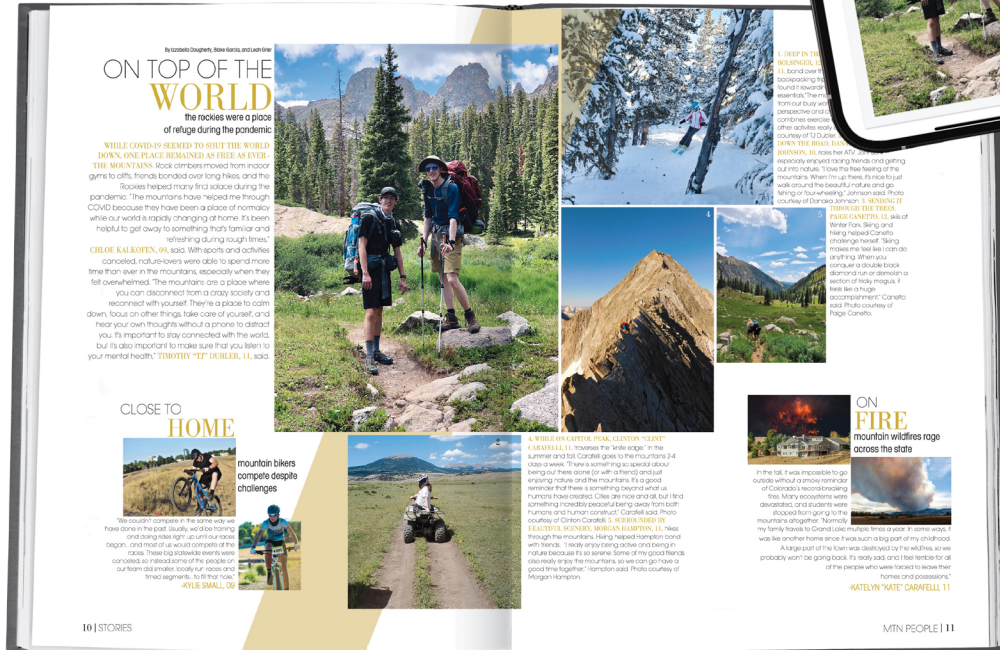 By Izzabella Daugherty, Blake Garcia, and Leah Grier
ON TOP OF THE
WORLD
the rockies were a place
of refuge during the pandemic
WHILE COVID-19 SEEMED TO SHUT THE WORLD
DOWN, ONE PLACE REMAINED AS FREE AS EVER -
THE MOUNTAINS. Rock climbers moved from indoor
gyms to cliffs, friends bonded over long hikes, and the
Rockies helped many find solace during the
pandemic. "The mountains have helped me through
COVID because they have been a place of normalcy
while our world is rapidly changing at home. It's been
helpful to get away to something that's familiar and
refreshing during rough times,"
CHLOE KALKOFEN, 09, said. With sports and activities
canceled, nature-lovers were able to spend more
time than ever in the mountains, especially when they
felt overwhelmed. "The mountains are a place where
you can disconnect from a crazy society and
reconnect with yourself. They're a place to calm
down, focus on other things, take care of yourself, and
hear your own thoughts without a phone to distract
you. It's important to stay connected with the world,
but it's also important to make sure that you listen to
your mental health," TIMOTHY "TJ" DUBLER, 11, said.
CLOSE TO
HOME
mountain bikers
compete despite
challenges
"We couldn't compete in the same way we
have done in the past. Usually, we'd be training
and doing rides right up until our races
began... and most of us would compete at the
races. These big statewide events were
canceled, so instead some of the people on
our team did smaller, locally run races and
timed segments... to fill that hole."
-KYLIE SMALL, 09
10 | STORIES
1
2
4
5
1. DEEP IN TH
BOLSINGER, 12
11, bond over th
backpacking trip
found it rewardin
essentials. "The mo
from our busy wor
perspective and c
combines exercise
other activites really
courtesy of TJ Dubler.
DOWN THE ROAD, DANA
JOHNSON, 10, rides her ATV. Joh
especially enjoyed racing friends and getting
out into nature. "I love the free feeling of the
mountains. When I'm up there, it's nice to just
walk around the beautiful nature and go
fishing or four-wheeling," Johnson said. Photo
courtesy of Danaka Johnson. 3. SENDING IT
THROUGH THE TREES,
PAIGE CANETTO, 12, skis at
Winter Park. Skiing and
hiking helped Canetto
challenge herself. "Skiing
makes me feel like I can do
anything. When you
conquer a double black
diamond run or demolish a
section of tricky moguls, it
feels like a huge
accomplishment," Canetto
said. Photo courtesy of
Paige Canetto.
4. WHILE ON CAPITOL PEAK, CLINTON "CLINT"
CARAFELLI, 11, traverses the "knife edge." In the
summer and fall, Carafelli goes to the mountains 2-4
days a week. "There is something so special about
being out there alone (or with a friend) and just
enjoying nature and the mountains. It's a good
reminder that there is something beyond what us
humans have created. Cities are nice and all, but I find
something incredibly peaceful being away from both
humans and human construct," Carafelli said. Photo
courtesy of Clinton Carafelli. 5. SURROUNDED BY
BEAUTIFUL SCENERY, MORGAN HAMPTON, 11, hikes
through the mountains. Hiking helped Hampton bond
with friends. "I really enjoy being active and being in
nature because it's so serene. Some of my good friends
also really enjoy the mountains, so we can go have a
good time together," Hampton said. Photo courtesy of
Morgan Hampton.
ON
FIRE
mountain wildfires rage
across the state
"In the fall, it was impossible to go
outside without a smoky reminder
of Colorado's record-breaking
fires. Many ecosystems were
devastated, and students were
stopped from going to the
mountains altogether. "Normally
my family travels to Grand Lake multiple times a year. In some ways, it
was like another home since it was such a big part of my childhood.
A large part of the town was destroyed by the wildfires, so we
probably won't be going back. It's really sad, and I feel terrible for all
of the people who were forced to leave their
homes and possessions."
-KATELYN "KATE" CARAFELLI, 11
MTN PEOPLE | 11